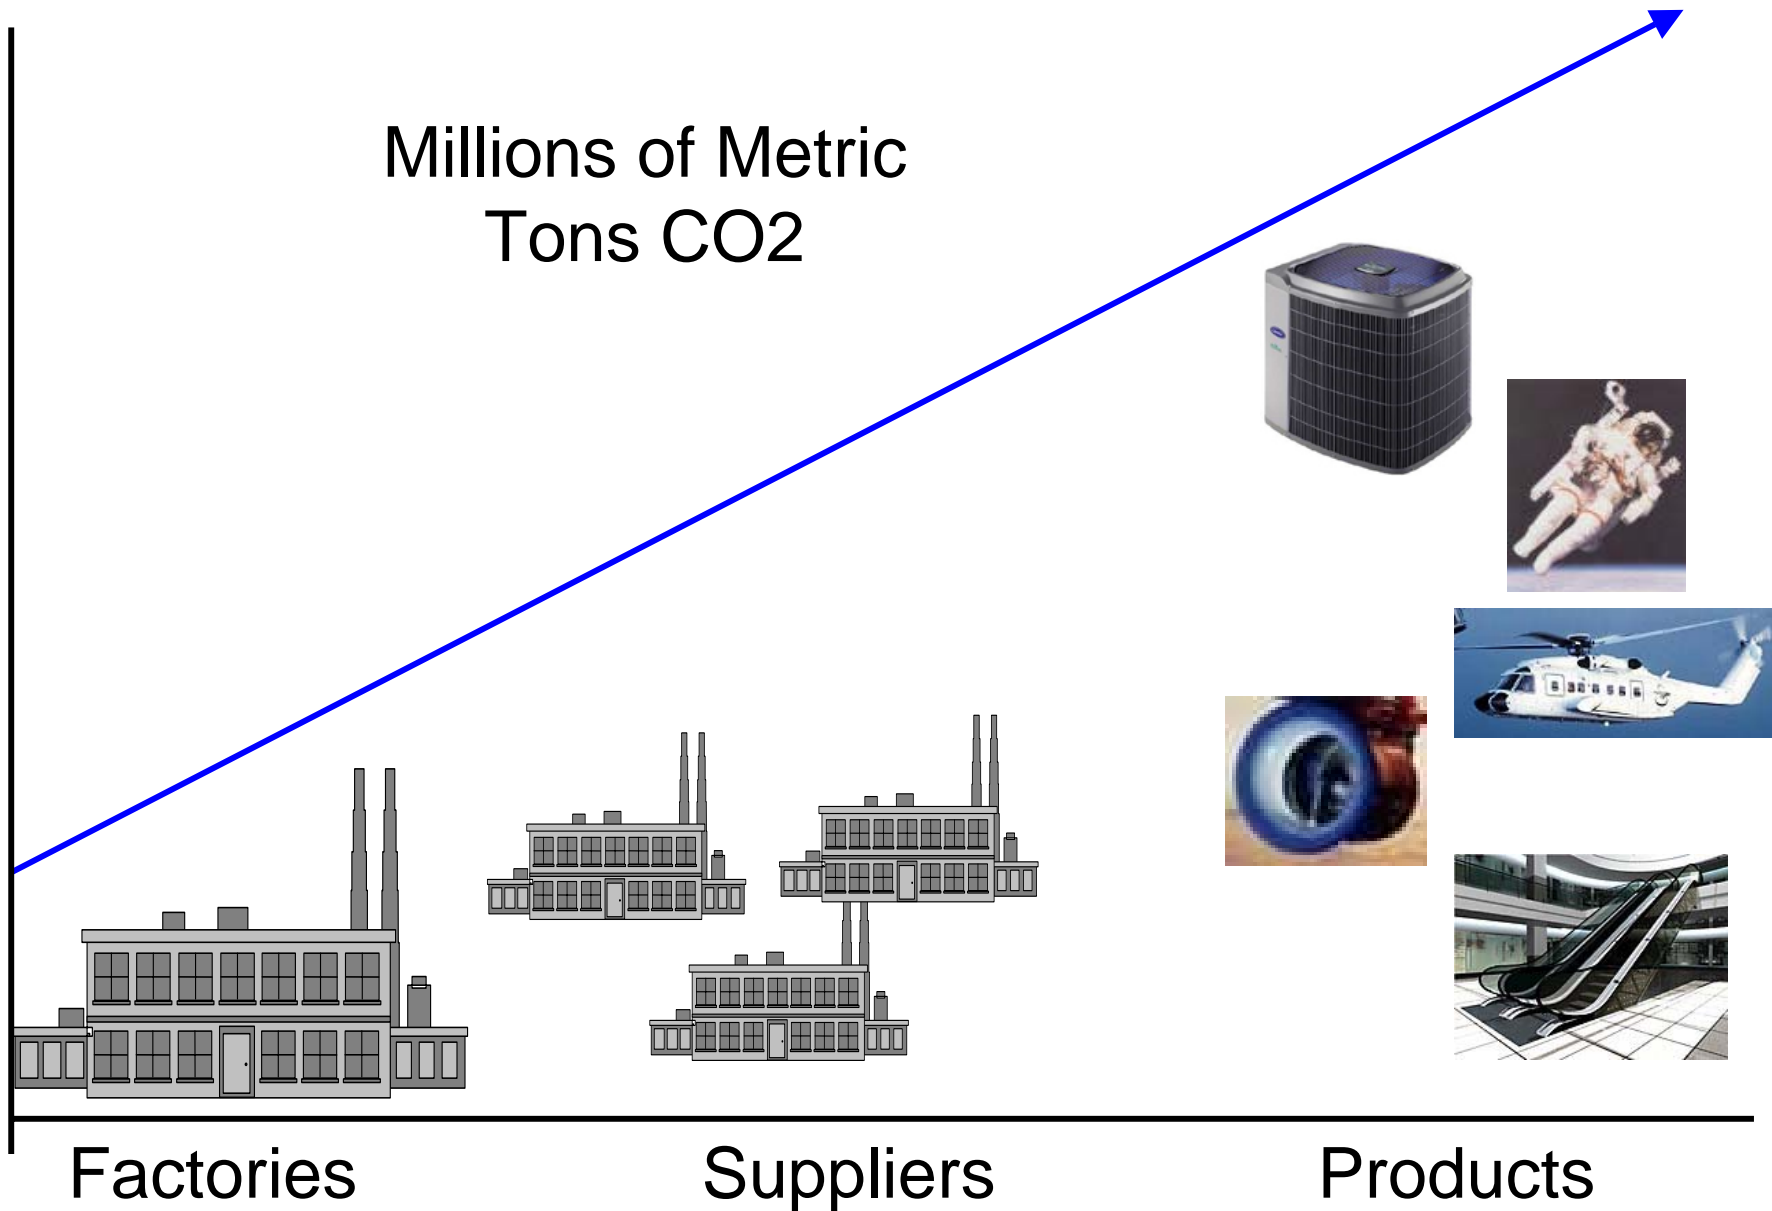 Millions of Metric
Tons CO2
Factories
Suppliers
Products